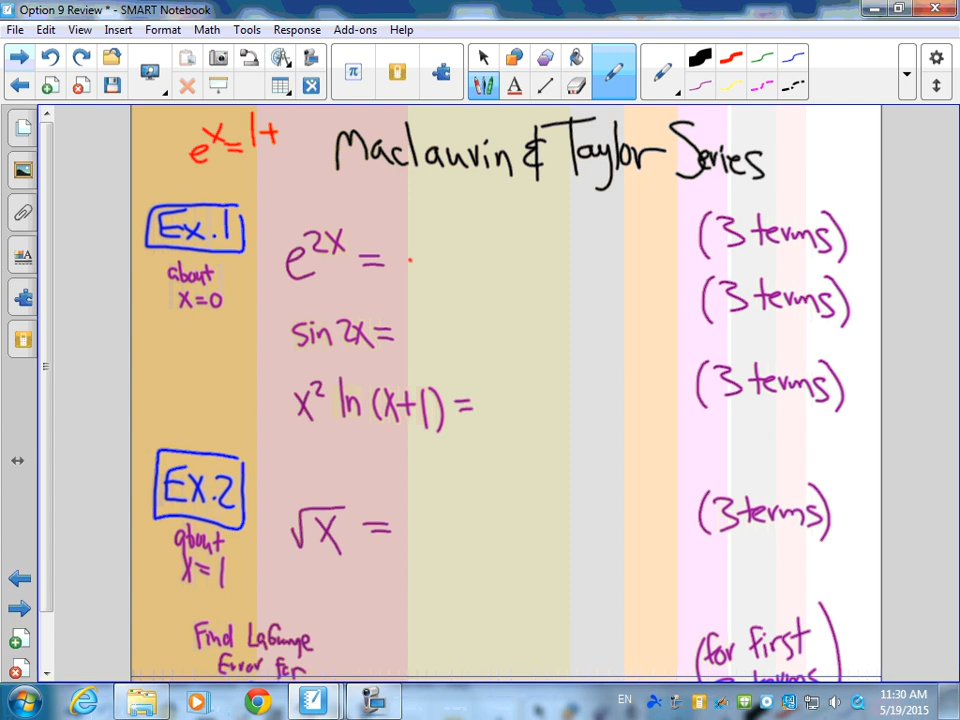 Option 9 Review * - SMART Notebook
File Edit View Insert Format Math Tools Response Add-ons Help
e^x = 1+
Maclaurin & Taylor Series
Ex.1
about
x=0
e^2x =
(3 terms)
sin 2x =
(3 terms)
x² ln (x+1) =
(3 terms)
Ex.2
about
x=1
√x =
(3 terms)
Find LaGrange
Error for
(for first
terms)
EN
11:30 AM
5/19/2015